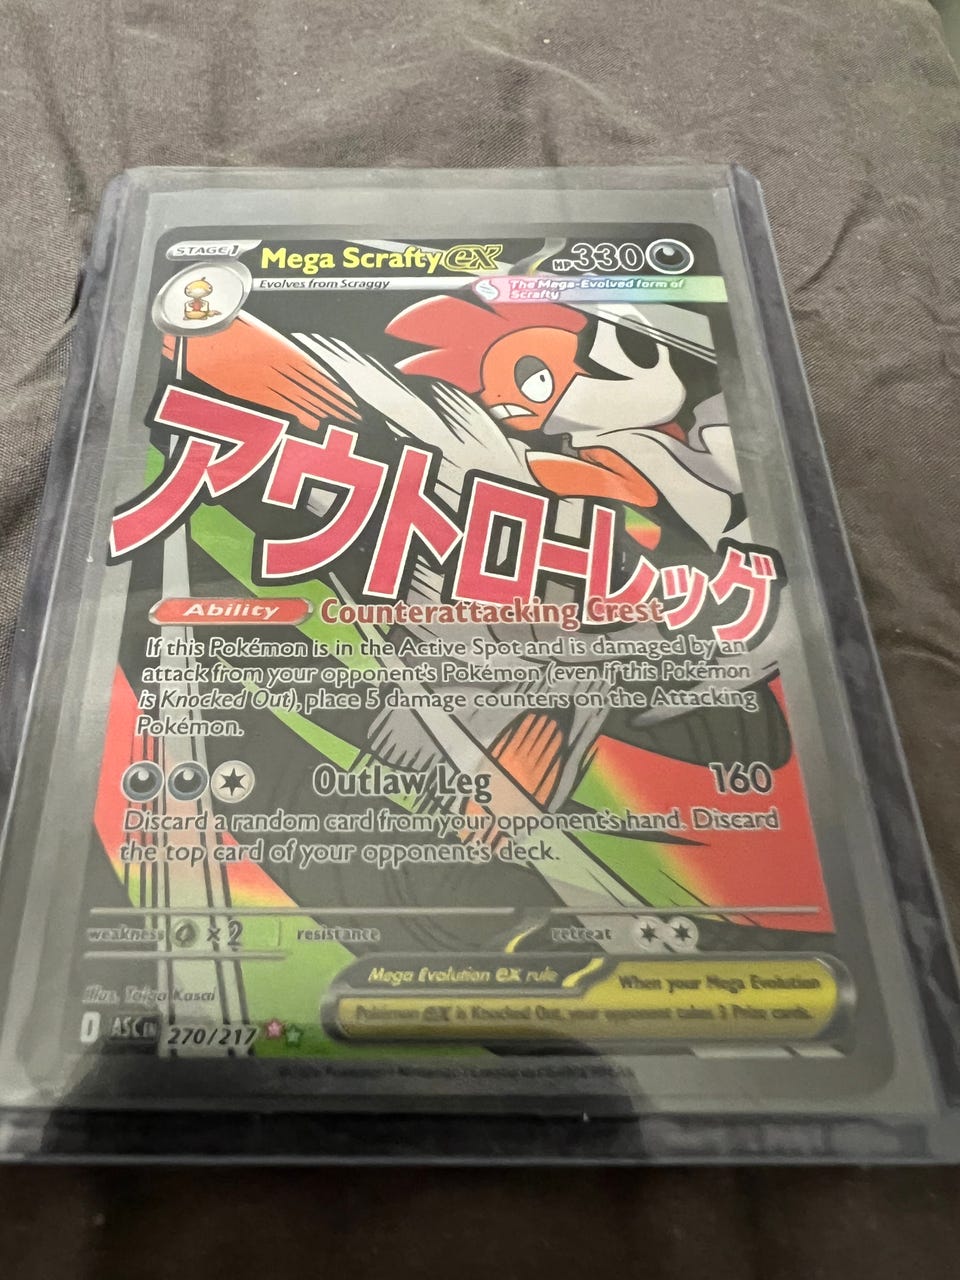 STAGE 1 Mega Scrafty ex HP 330
Evolves from Scraggy
The Mega-Evolved form of
Scrafty
アウトローレッグ
Ability Counterattacking Crest
If this Pokémon is in the Active Spot and is damaged by an
attack from your opponent's Pokémon (even if this Pokémon
is Knocked Out), place 5 damage counters on the Attacking
Pokémon.
Outlaw Leg 160
Discard a random card from your opponent's hand. Discard
the top card of your opponent's deck.
weakness ×2 resistance retreat
Mega Evolution ex rule When your Mega Evolution
Pokémon ex is Knocked Out, your opponent takes 3 Prize cards.
Illus. Taiga Kasai
ASC EN 270/217